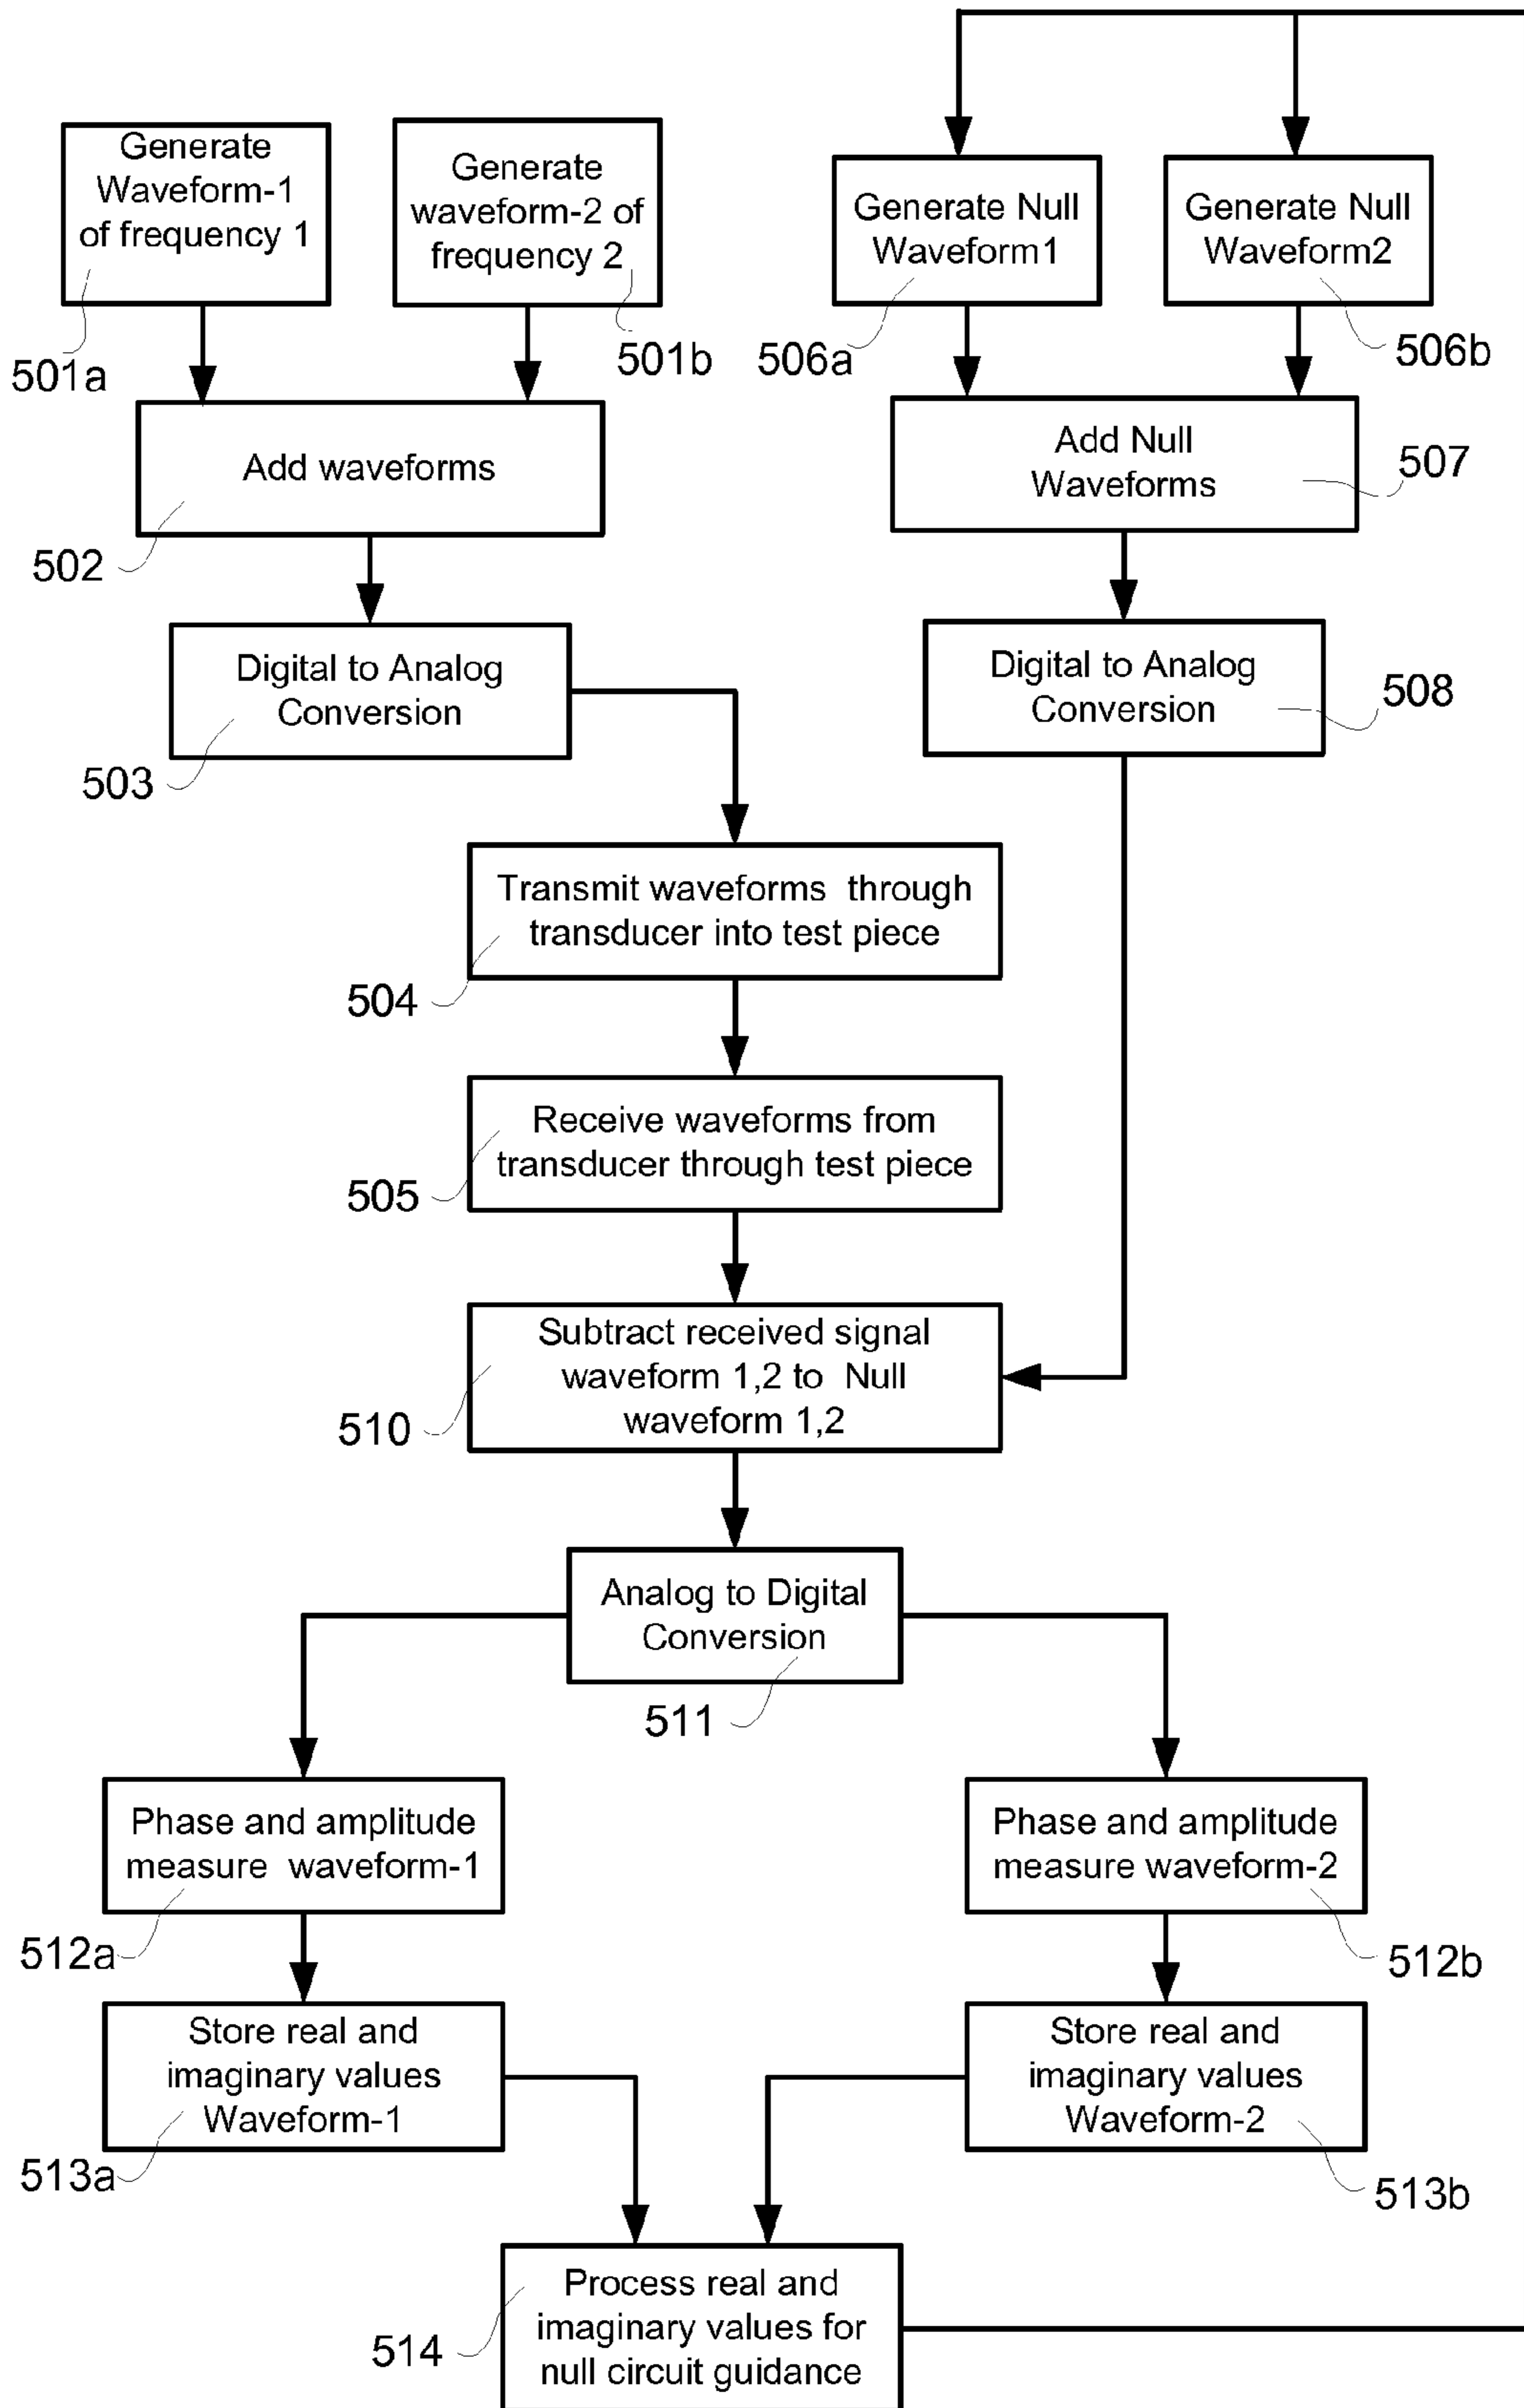 Generate
Waveform-1
of frequency 1
501a
Generate
waveform-2 of
frequency 2
501b
Generate Null
Waveform1
506a
Generate Null
Waveform2
506b
Add waveforms
502
Add Null
Waveforms
507
Digital to Analog
Conversion
503
Digital to Analog
Conversion
508
Transmit waveforms through
transducer into test piece
504
Receive waveforms from
transducer through test piece
505
Subtract received signal
waveform 1,2 to Null
waveform 1,2
510
Analog to Digital
Conversion
511
Phase and amplitude
measure waveform-1
512a
Phase and amplitude
measure waveform-2
512b
Store real and
imaginary values
Waveform-1
513a
Store real and
imaginary values
Waveform-2
513b
Process real and
imaginary values for
null circuit guidance
514